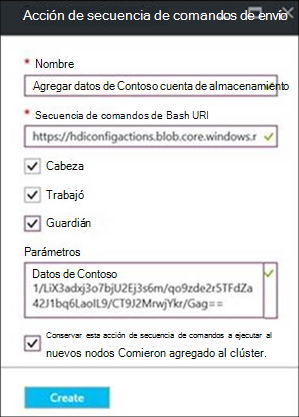 Acción de secuencia de comandos de envío
* Nombre
Agregar datos de Contoso cuenta de almacenamiento
* Secuencia de comandos de Bash URI
https://hdiconfigactions.blob.core.windows.r
Cabeza
Trabajó
Guardián
Parámetros
Datos de Contoso
1/LiX3adxj3o7bjU2Ej3s6m/qo9zde2r5TFdZa
42J1bq6LaoIL9/CT9J2MrwjYkr/Gag==
Conservar esta acción de secuencia de comandos a ejecutar al
nuevos nodos Comieron agregado al clúster.
Create